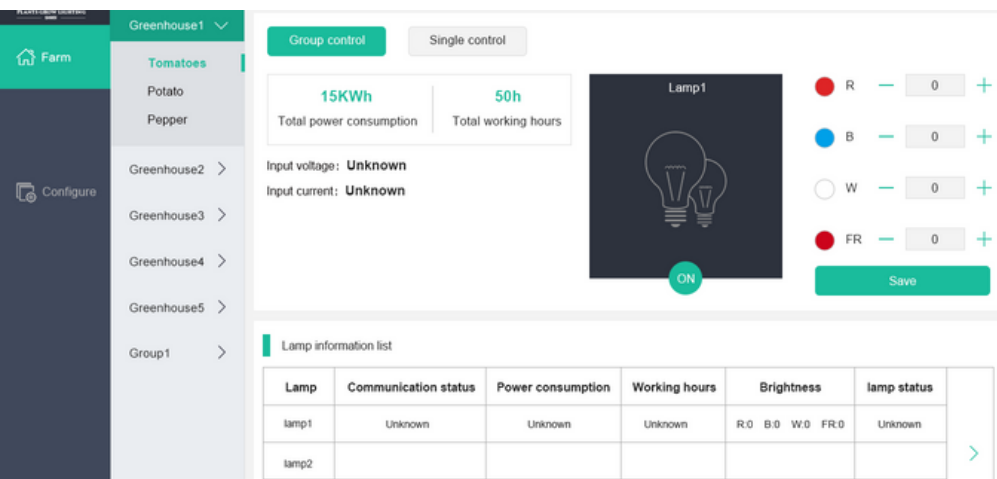 PLANTS GROW LIGHTING
Farm
Configure
Greenhouse1
Tomatoes
Potato
Pepper
Greenhouse2
Greenhouse3
Greenhouse4
Greenhouse5
Group1
Group control Single control
15KWh 50h
Total power consumption Total working hours
Input voltage: Unknown
Input current: Unknown
Lamp1
ON
R 0
B 0
W 0
FR 0
Save
Lamp information list
Lamp Communication status Power consumption Working hours Brightness lamp status
lamp1 Unknown Unknown Unknown R:0 B:0 W:0 FR:0 Unknown
lamp2